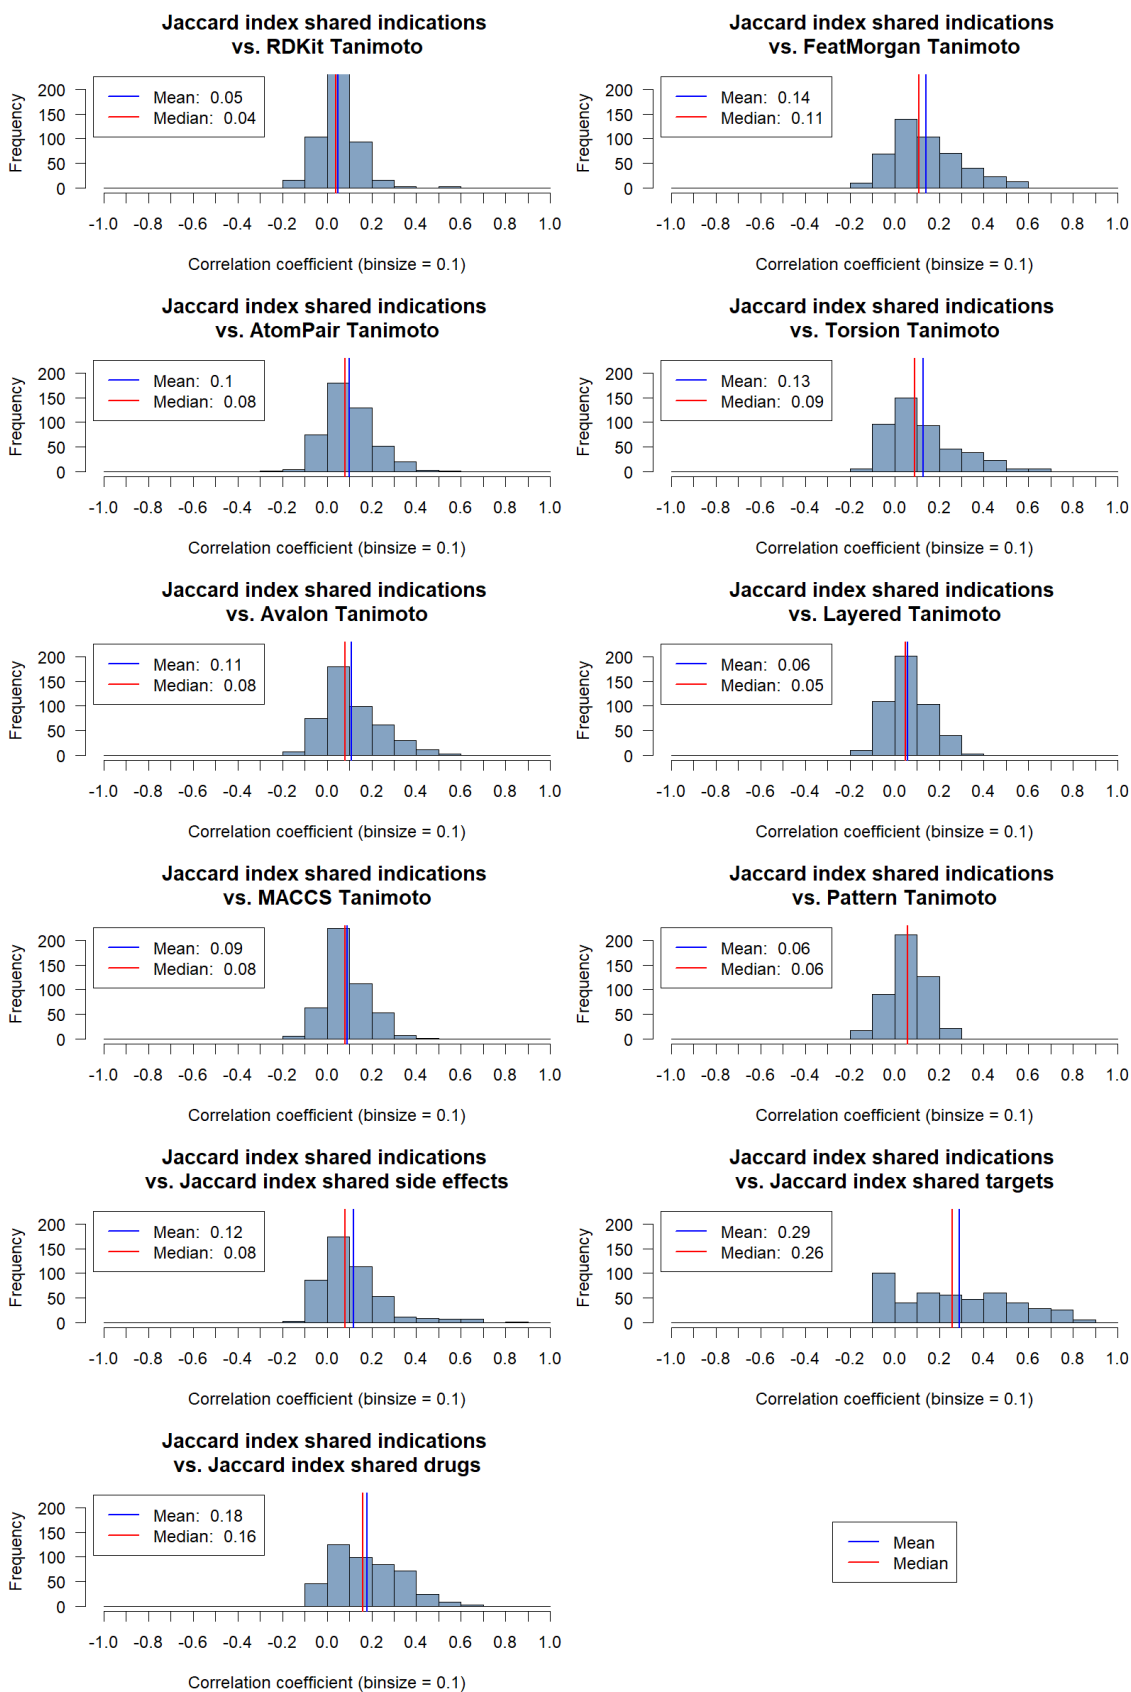 Jaccard index shared indications
vs. RDKit Tanimoto
Frequency
200
150
100
50
0
Mean: 0.05
Median: 0.04
-1.0 -0.8 -0.6 -0.4 -0.2 0.0 0.2 0.4 0.6 0.8 1.0
Correlation coefficient (binsize = 0.1)
Jaccard index shared indications
vs. FeatMorgan Tanimoto
Frequency
200
150
100
50
0
Mean: 0.14
Median: 0.11
-1.0 -0.8 -0.6 -0.4 -0.2 0.0 0.2 0.4 0.6 0.8 1.0
Correlation coefficient (binsize = 0.1)
Jaccard index shared indications
vs. AtomPair Tanimoto
Frequency
200
150
100
50
0
Mean: 0.1
Median: 0.08
-1.0 -0.8 -0.6 -0.4 -0.2 0.0 0.2 0.4 0.6 0.8 1.0
Correlation coefficient (binsize = 0.1)
Jaccard index shared indications
vs. Torsion Tanimoto
Frequency
200
150
100
50
0
Mean: 0.13
Median: 0.09
-1.0 -0.8 -0.6 -0.4 -0.2 0.0 0.2 0.4 0.6 0.8 1.0
Correlation coefficient (binsize = 0.1)
Jaccard index shared indications
vs. Avalon Tanimoto
Frequency
200
150
100
50
0
Mean: 0.11
Median: 0.08
-1.0 -0.8 -0.6 -0.4 -0.2 0.0 0.2 0.4 0.6 0.8 1.0
Correlation coefficient (binsize = 0.1)
Jaccard index shared indications
vs. Layered Tanimoto
Frequency
200
150
100
50
0
Mean: 0.06
Median: 0.05
-1.0 -0.8 -0.6 -0.4 -0.2 0.0 0.2 0.4 0.6 0.8 1.0
Correlation coefficient (binsize = 0.1)
Jaccard index shared indications
vs. MACCS Tanimoto
Frequency
200
150
100
50
0
Mean: 0.09
Median: 0.08
-1.0 -0.8 -0.6 -0.4 -0.2 0.0 0.2 0.4 0.6 0.8 1.0
Correlation coefficient (binsize = 0.1)
Jaccard index shared indications
vs. Pattern Tanimoto
Frequency
200
150
100
50
0
Mean: 0.06
Median: 0.06
-1.0 -0.8 -0.6 -0.4 -0.2 0.0 0.2 0.4 0.6 0.8 1.0
Correlation coefficient (binsize = 0.1)
Jaccard index shared indications
vs. Jaccard index shared side effects
Frequency
200
150
100
50
0
Mean: 0.12
Median: 0.08
-1.0 -0.8 -0.6 -0.4 -0.2 0.0 0.2 0.4 0.6 0.8 1.0
Correlation coefficient (binsize = 0.1)
Jaccard index shared indications
vs. Jaccard index shared targets
Frequency
200
150
100
50
0
Mean: 0.29
Median: 0.26
-1.0 -0.8 -0.6 -0.4 -0.2 0.0 0.2 0.4 0.6 0.8 1.0
Correlation coefficient (binsize = 0.1)
Jaccard index shared indications
vs. Jaccard index shared drugs
Frequency
200
150
100
50
0
Mean: 0.18
Median: 0.16
-1.0 -0.8 -0.6 -0.4 -0.2 0.0 0.2 0.4 0.6 0.8 1.0
Correlation coefficient (binsize = 0.1)
Mean
Median